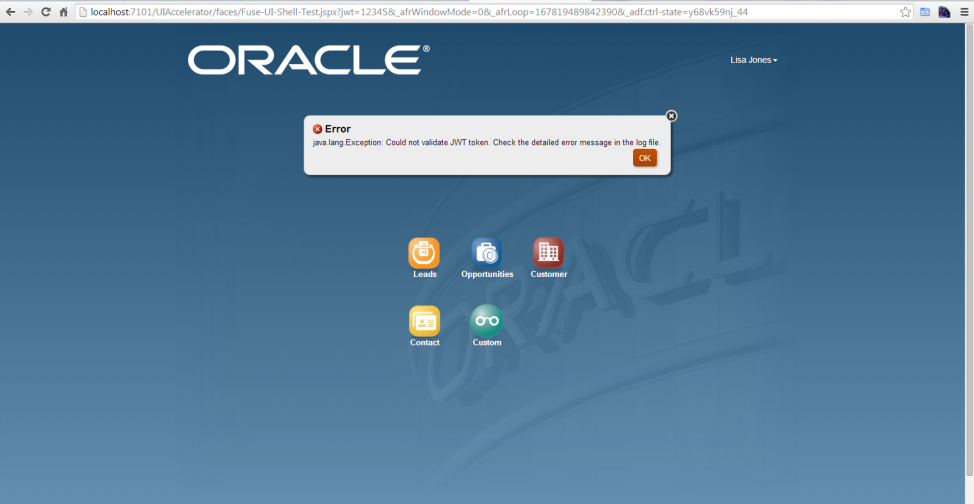 localhost:7101/UIAccelerator/faces/Fuse-UI-Shell-Test.jspx?jwt=12345&_afrWindowMode=0&_afrLoop=167819489842390&_adf.ctrl-state=y68vk59nj_44
ORACLE®
Lisa Jones
Error
java.lang.Exception: Could not validate JWT token. Check the detailed error message in the log file.
OK
ORACL
Leads
Opportunities
Customer
Contact
Custom